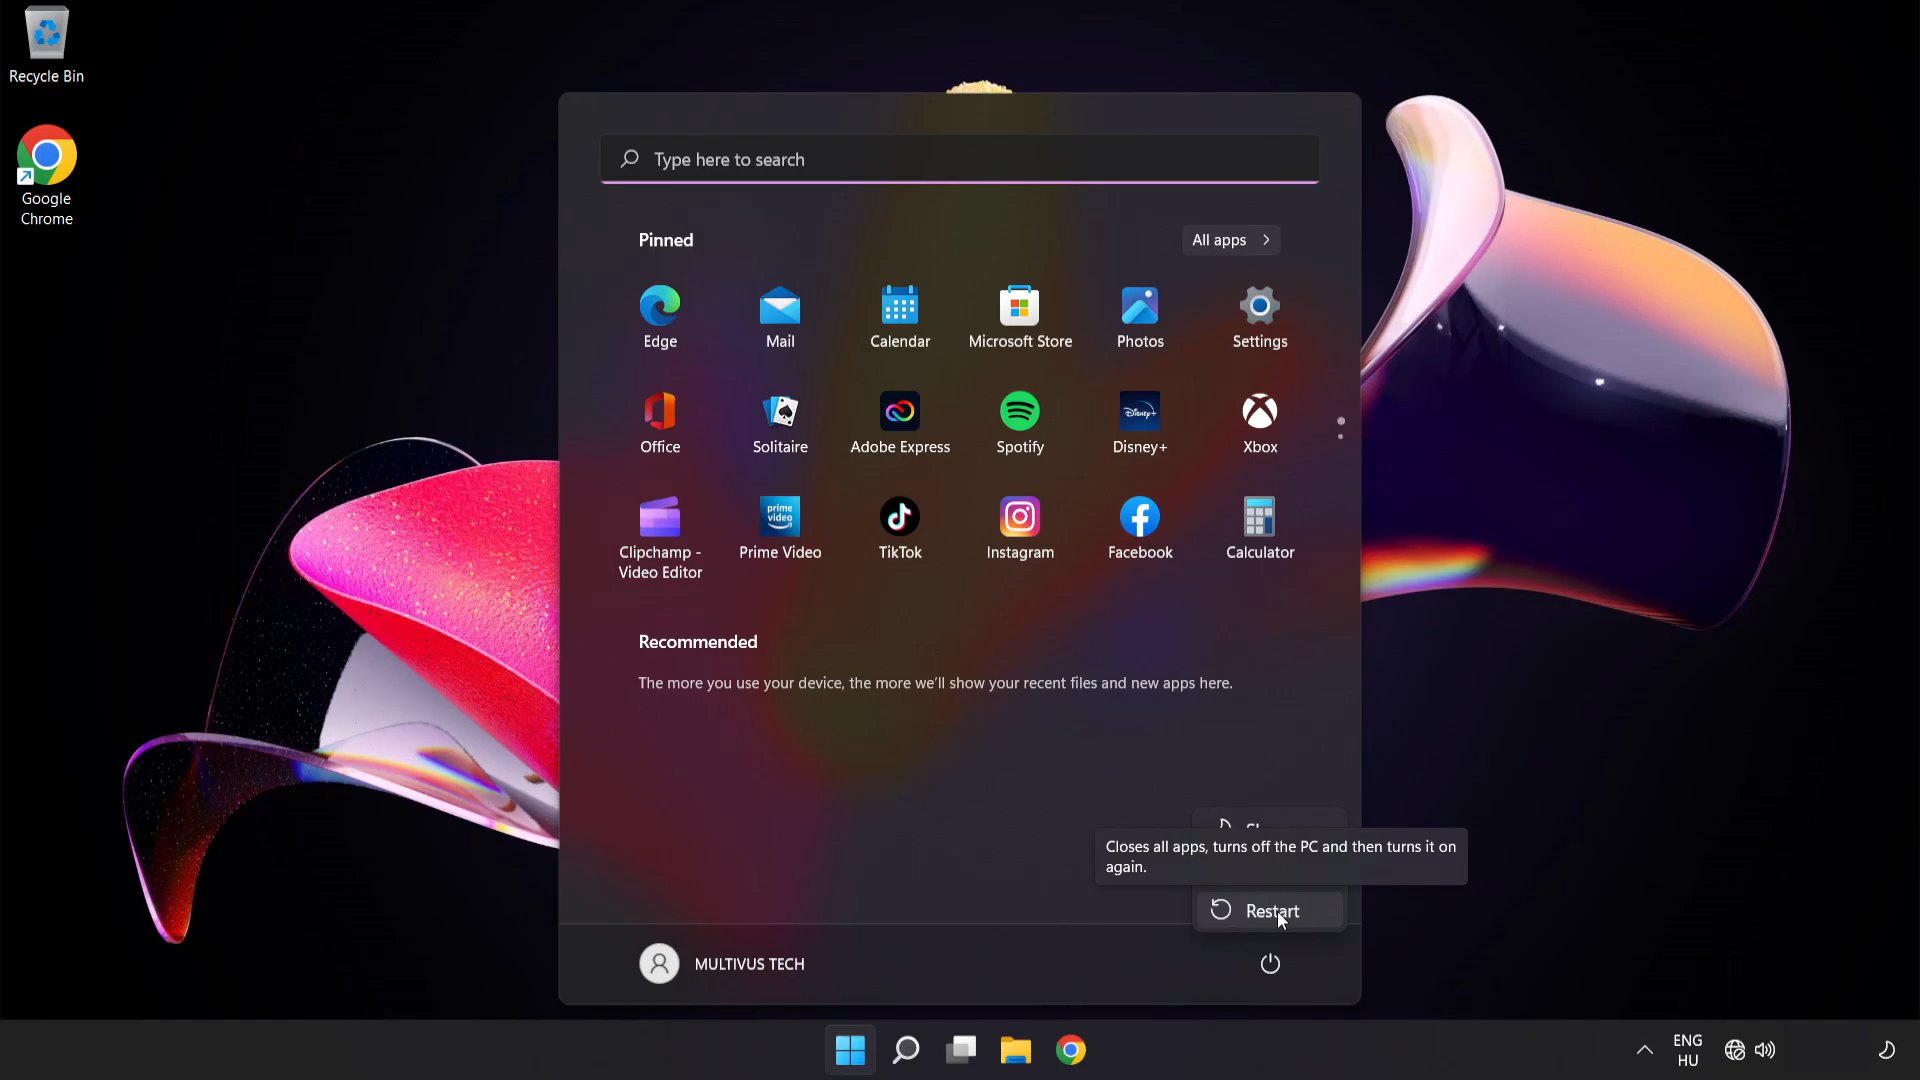 Recycle Bin
Google
Chrome
Type here to search
Pinned
All apps
Edge
Mail
Calendar
Microsoft Store
Photos
Settings
Office
Solitaire
Adobe Express
Disney+
Spotify
Disney+
Xbox
prime
video
Clipchamp -
Video Editor
Prime Video
TikTok
Instagram
Facebook
Calculator
Recommended
The more you use your device, the more we'll show your recent files and new apps here.
Closes all apps, turns off the PC and then turns it on
again.
Restart
MULTIVUS TECH
ENG
HU